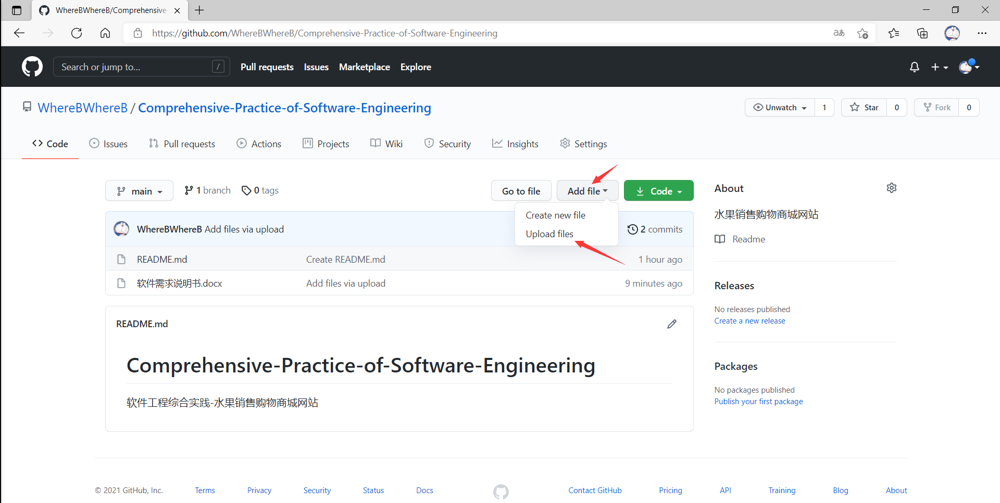 WhereBWhereB/Comprehensive-
https://github.com/WhereBWhereB/Comprehensive-Practice-of-Software-Engineering
Search or jump to... / Pull requests Issues Marketplace Explore
WhereBWhereB / Comprehensive-Practice-of-Software-Engineering
Unwatch 1 Star 0 Fork 0
Code Issues Pull requests Actions Projects Wiki Security Insights Settings
main 1 branch 0 tags Go to file Add file Code
Create new file
Upload files
WhereBWhereB Add files via upload 2 commits
README.md Create README.md 1 hour ago
软件需求说明书.docx Add files via upload 9 minutes ago
README.md
Comprehensive-Practice-of-Software-Engineering
软件工程综合实践-水果销售购物商城网站
About
水果销售购物商城网站
Readme
Releases
No releases published
Create a new release
Packages
No packages published
Publish your first package
© 2021 GitHub, Inc. Terms Privacy Security Status Docs Contact GitHub Pricing API Training Blog About